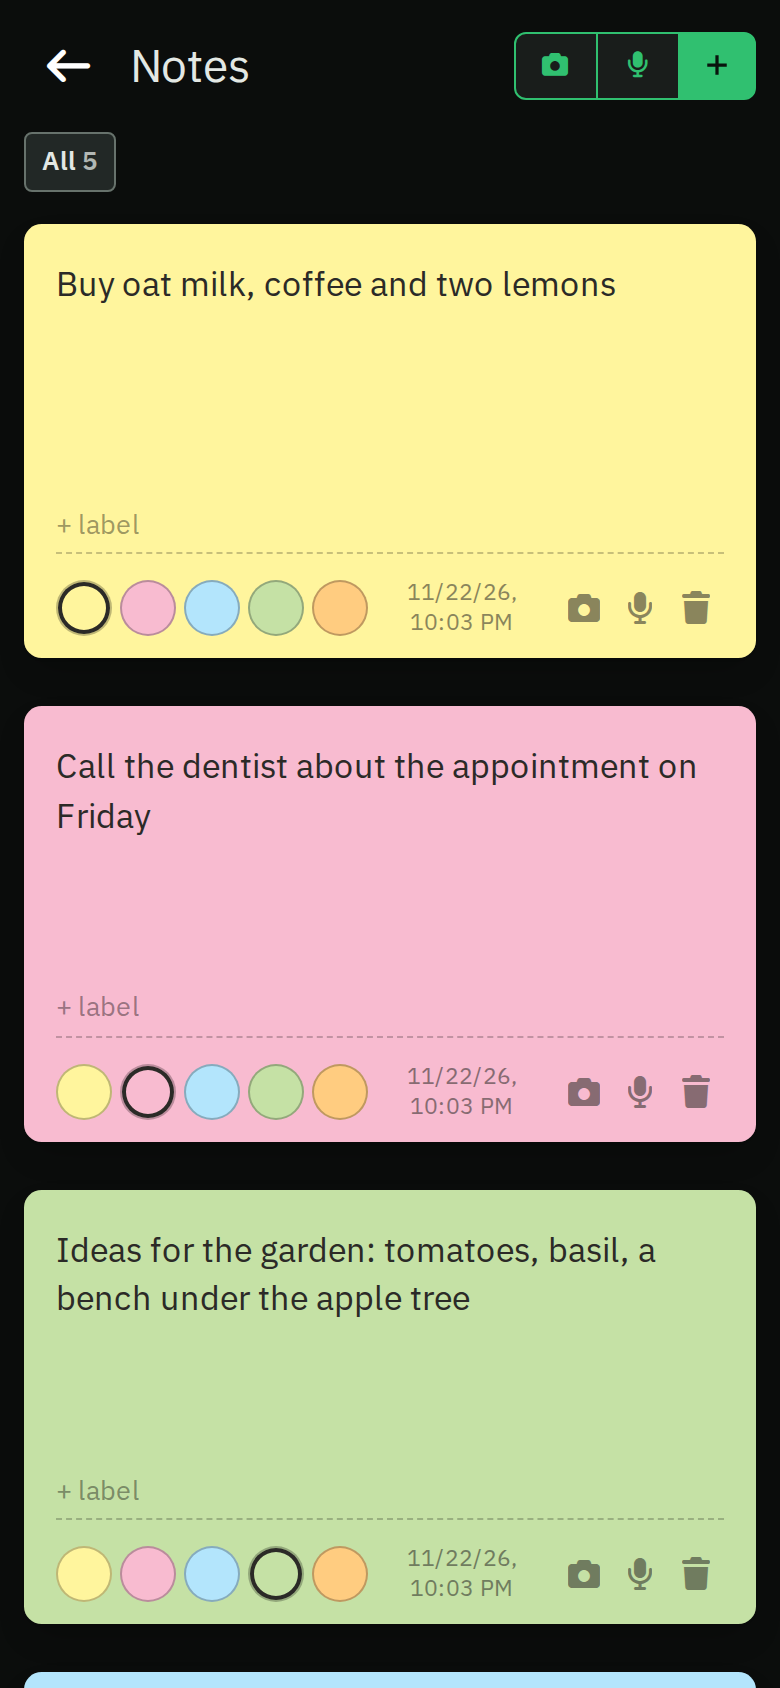 Notes
All 5
Buy oat milk, coffee and two lemons
+ label
11/22/26,
10:03 PM
Call the dentist about the appointment on
Friday
+ label
11/22/26,
10:03 PM
Ideas for the garden: tomatoes, basil, a
bench under the apple tree
+ label
11/22/26,
10:03 PM